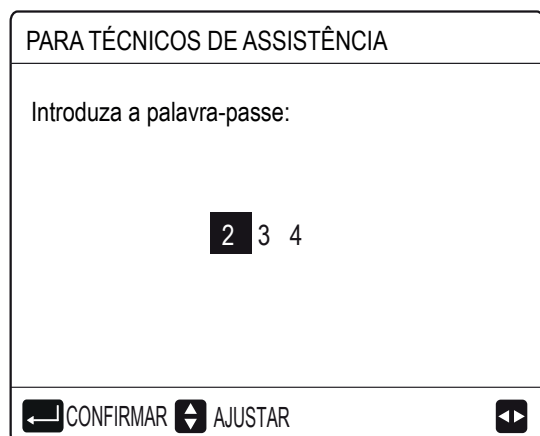 PARA TÉCNICOS DE ASSISTÊNCIA
Introduza a palavra-passe:
2 3 4
CONFIRMAR AJUSTAR